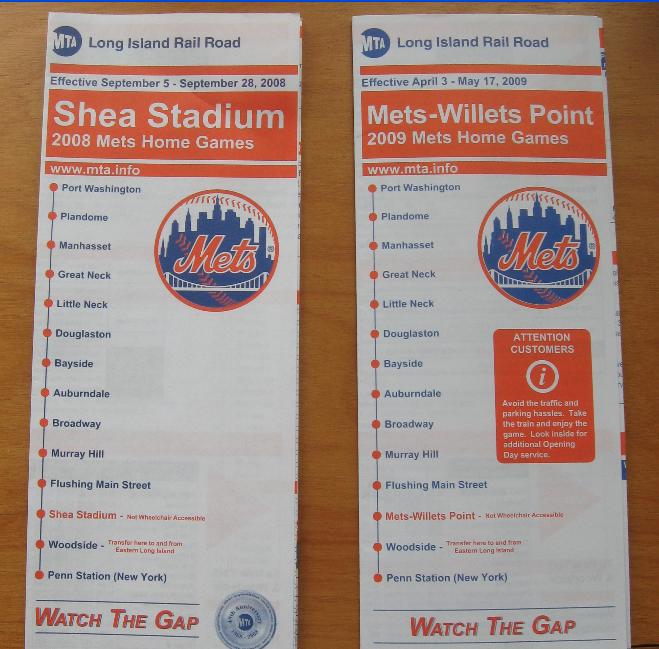 MTA Long Island Rail Road
Effective September 5 - September 28, 2008
Shea Stadium
2008 Mets Home Games
www.mta.info
Port Washington
Plandome
Mets ®
Manhasset
Great Neck
Little Neck
Douglaston
Bayside
Auburndale
Broadway
Murray Hill
Flushing Main Street
Shea Stadium - Not Wheelchair Accessible
Woodside - Transfer here to and from
Eastern Long Island
Penn Station (New York)
WATCH THE GAP
Anniversary
MTA
MTA Long Island Rail Road
Effective April 3 - May 17, 2009
Mets-Willets Point
2009 Mets Home Games
www.mta.info
Port Washington
Plandome
Mets ®
Manhasset
Great Neck
Little Neck
Douglaston
Bayside
Auburndale
Broadway
Murray Hill
Flushing Main Street
Mets-Willets Point - Not Wheelchair Accessible
Woodside - Transfer here to and from
Eastern Long Island
Penn Station (New York)
ATTENTION
CUSTOMERS
i
Avoid the traffic and
parking hassles. Take
the train and enjoy the
game. Look inside for
additional Opening
Day service.
WATCH THE GAP